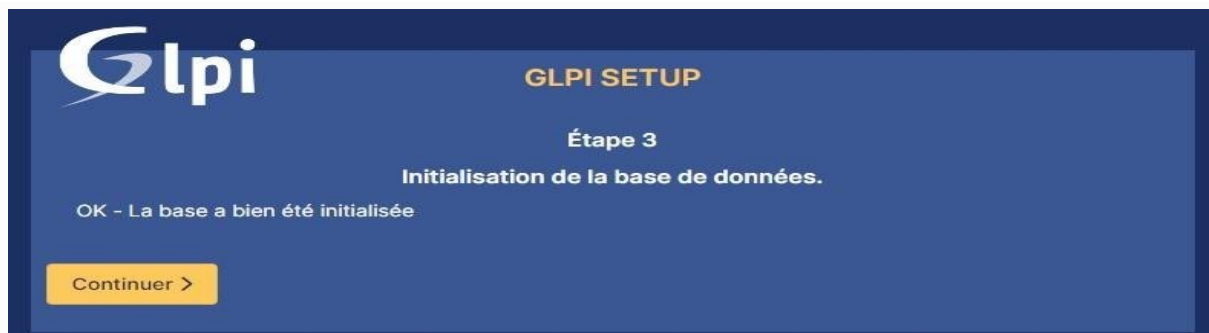 Glpi
GLPI SETUP
Étape 3
Initialisation de la base de données.
OK - La base a bien été initialisée
Continuer >